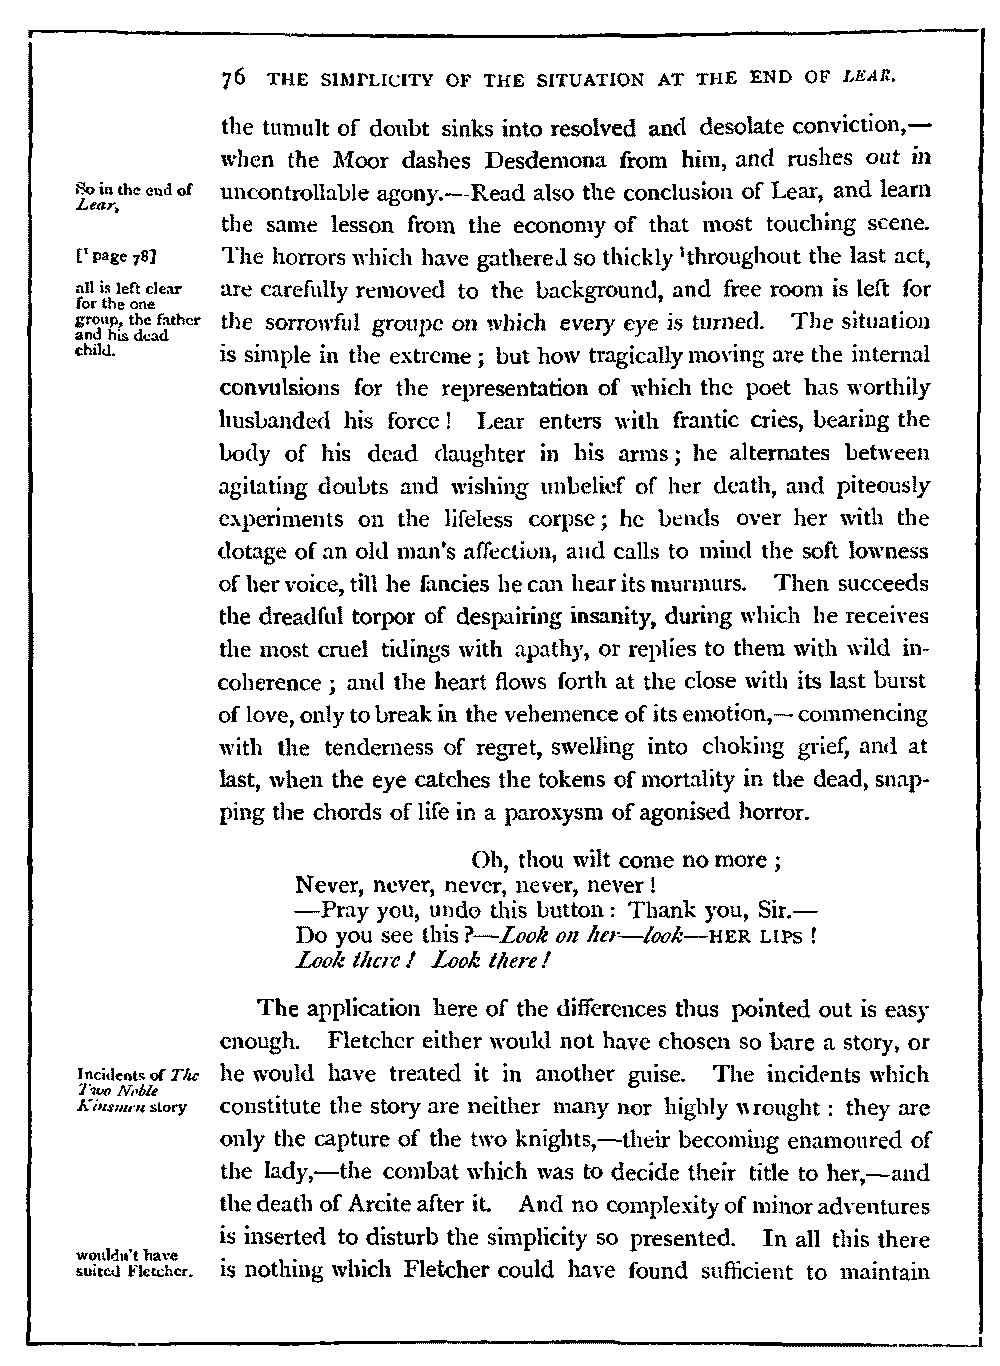 76 THE SIMPLICITY OF THE SITUATION AT THE END OF LEAR.
the tumult of doubt sinks into resolved and desolate conviction,—
when the Moor dashes Desdemona from him, and rushes out in
So in the end of
Lear,
uncontrollable agony.—Read also the conclusion of Lear, and learn
the same lesson from the economy of that most touching scene.
[¹ page 78]
The horrors which have gathered so thickly ¹throughout the last act,
all is left clear
for the one
group, the father
and his dead
child.
are carefully removed to the background, and free room is left for
the sorrowful groupe on which every eye is turned. The situation
is simple in the extreme ; but how tragically moving are the internal
convulsions for the representation of which the poet has worthily
husbanded his force ! Lear enters with frantic cries, bearing the
body of his dead daughter in his arms ; he alternates between
agitating doubts and wishing unbelief of her death, and piteously
experiments on the lifeless corpse ; he bends over her with the
dotage of an old man's affection, and calls to mind the soft lowness
of her voice, till he fancies he can hear its murmurs. Then succeeds
the dreadful torpor of despairing insanity, during which he receives
the most cruel tidings with apathy, or replies to them with wild in-
coherence ; and the heart flows forth at the close with its last burst
of love, only to break in the vehemence of its emotion,—commencing
with the tenderness of regret, swelling into choking grief, and at
last, when the eye catches the tokens of mortality in the dead, snap-
ping the chords of life in a paroxysm of agonised horror.
Oh, thou wilt come no more ;
Never, never, never, never, never !
—Pray you, undo this button : Thank you, Sir.—
Do you see this ?—Look on her—look—HER LIPS !
Look there ! Look there !
The application here of the differences thus pointed out is easy
enough. Fletcher either would not have chosen so bare a story, or
Incidents of The
Two Noble
Kinsmen story
he would have treated it in another guise. The incidents which
constitute the story are neither many nor highly wrought : they are
only the capture of the two knights,—their becoming enamoured of
the lady,—the combat which was to decide their title to her,—and
the death of Arcite after it. And no complexity of minor adventures
is inserted to disturb the simplicity so presented. In all this there
wouldn't have
suited Fletcher.
is nothing which Fletcher could have found sufficient to maintain